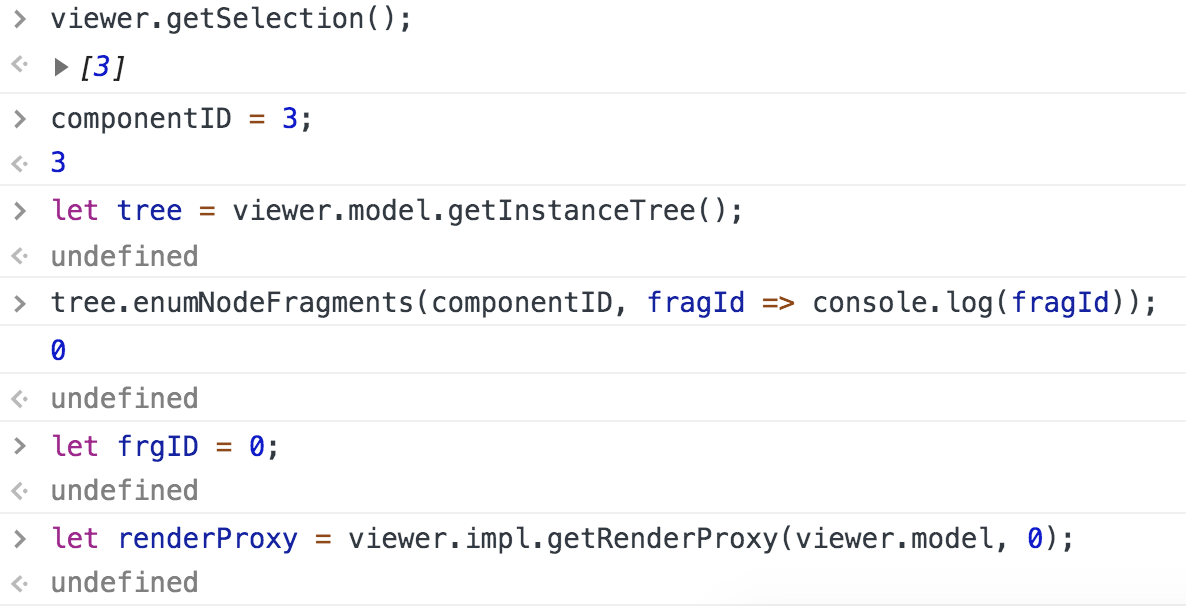 > viewer.getSelection();
[3]
> componentID = 3;
3
> let tree = viewer.model.getInstanceTree();
undefined
> tree.enumNodeFragments(componentID, fragId => console.log(fragId));
0
undefined
> let frgID = 0;
undefined
> let renderProxy = viewer.impl.getRenderProxy(viewer.model, 0);
undefined